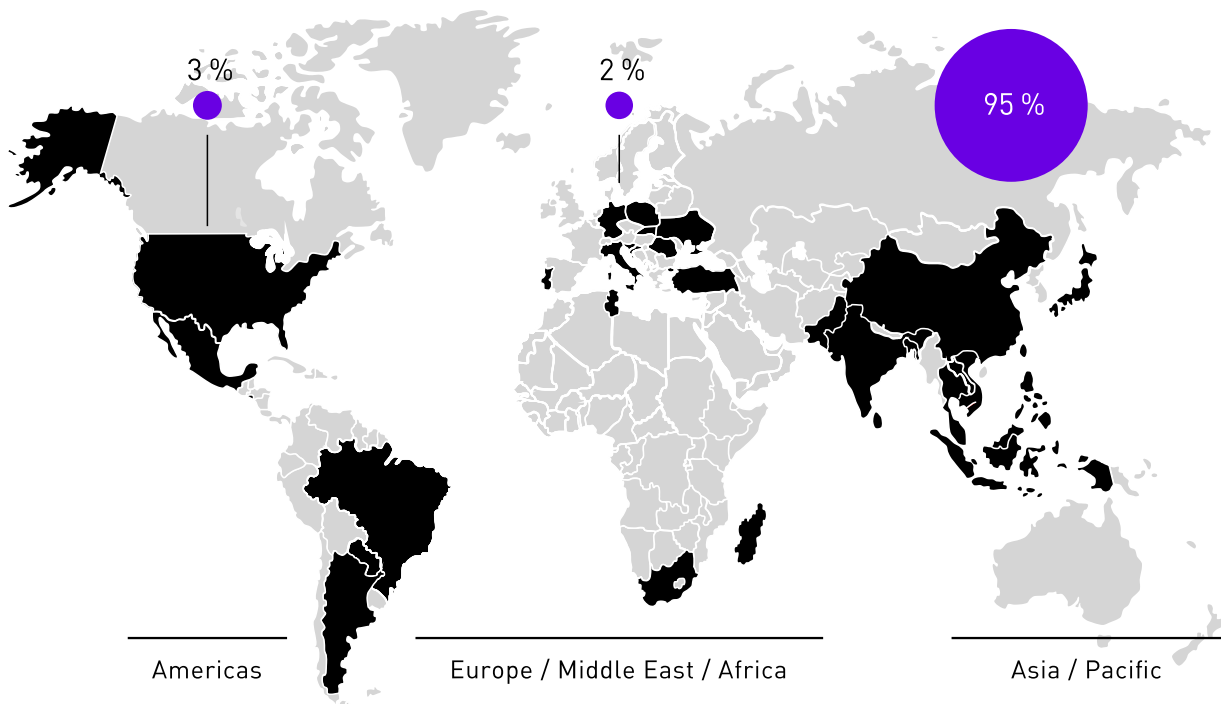 3 %
2 %
95 %
Americas
Europe / Middle East / Africa
Asia / Pacific